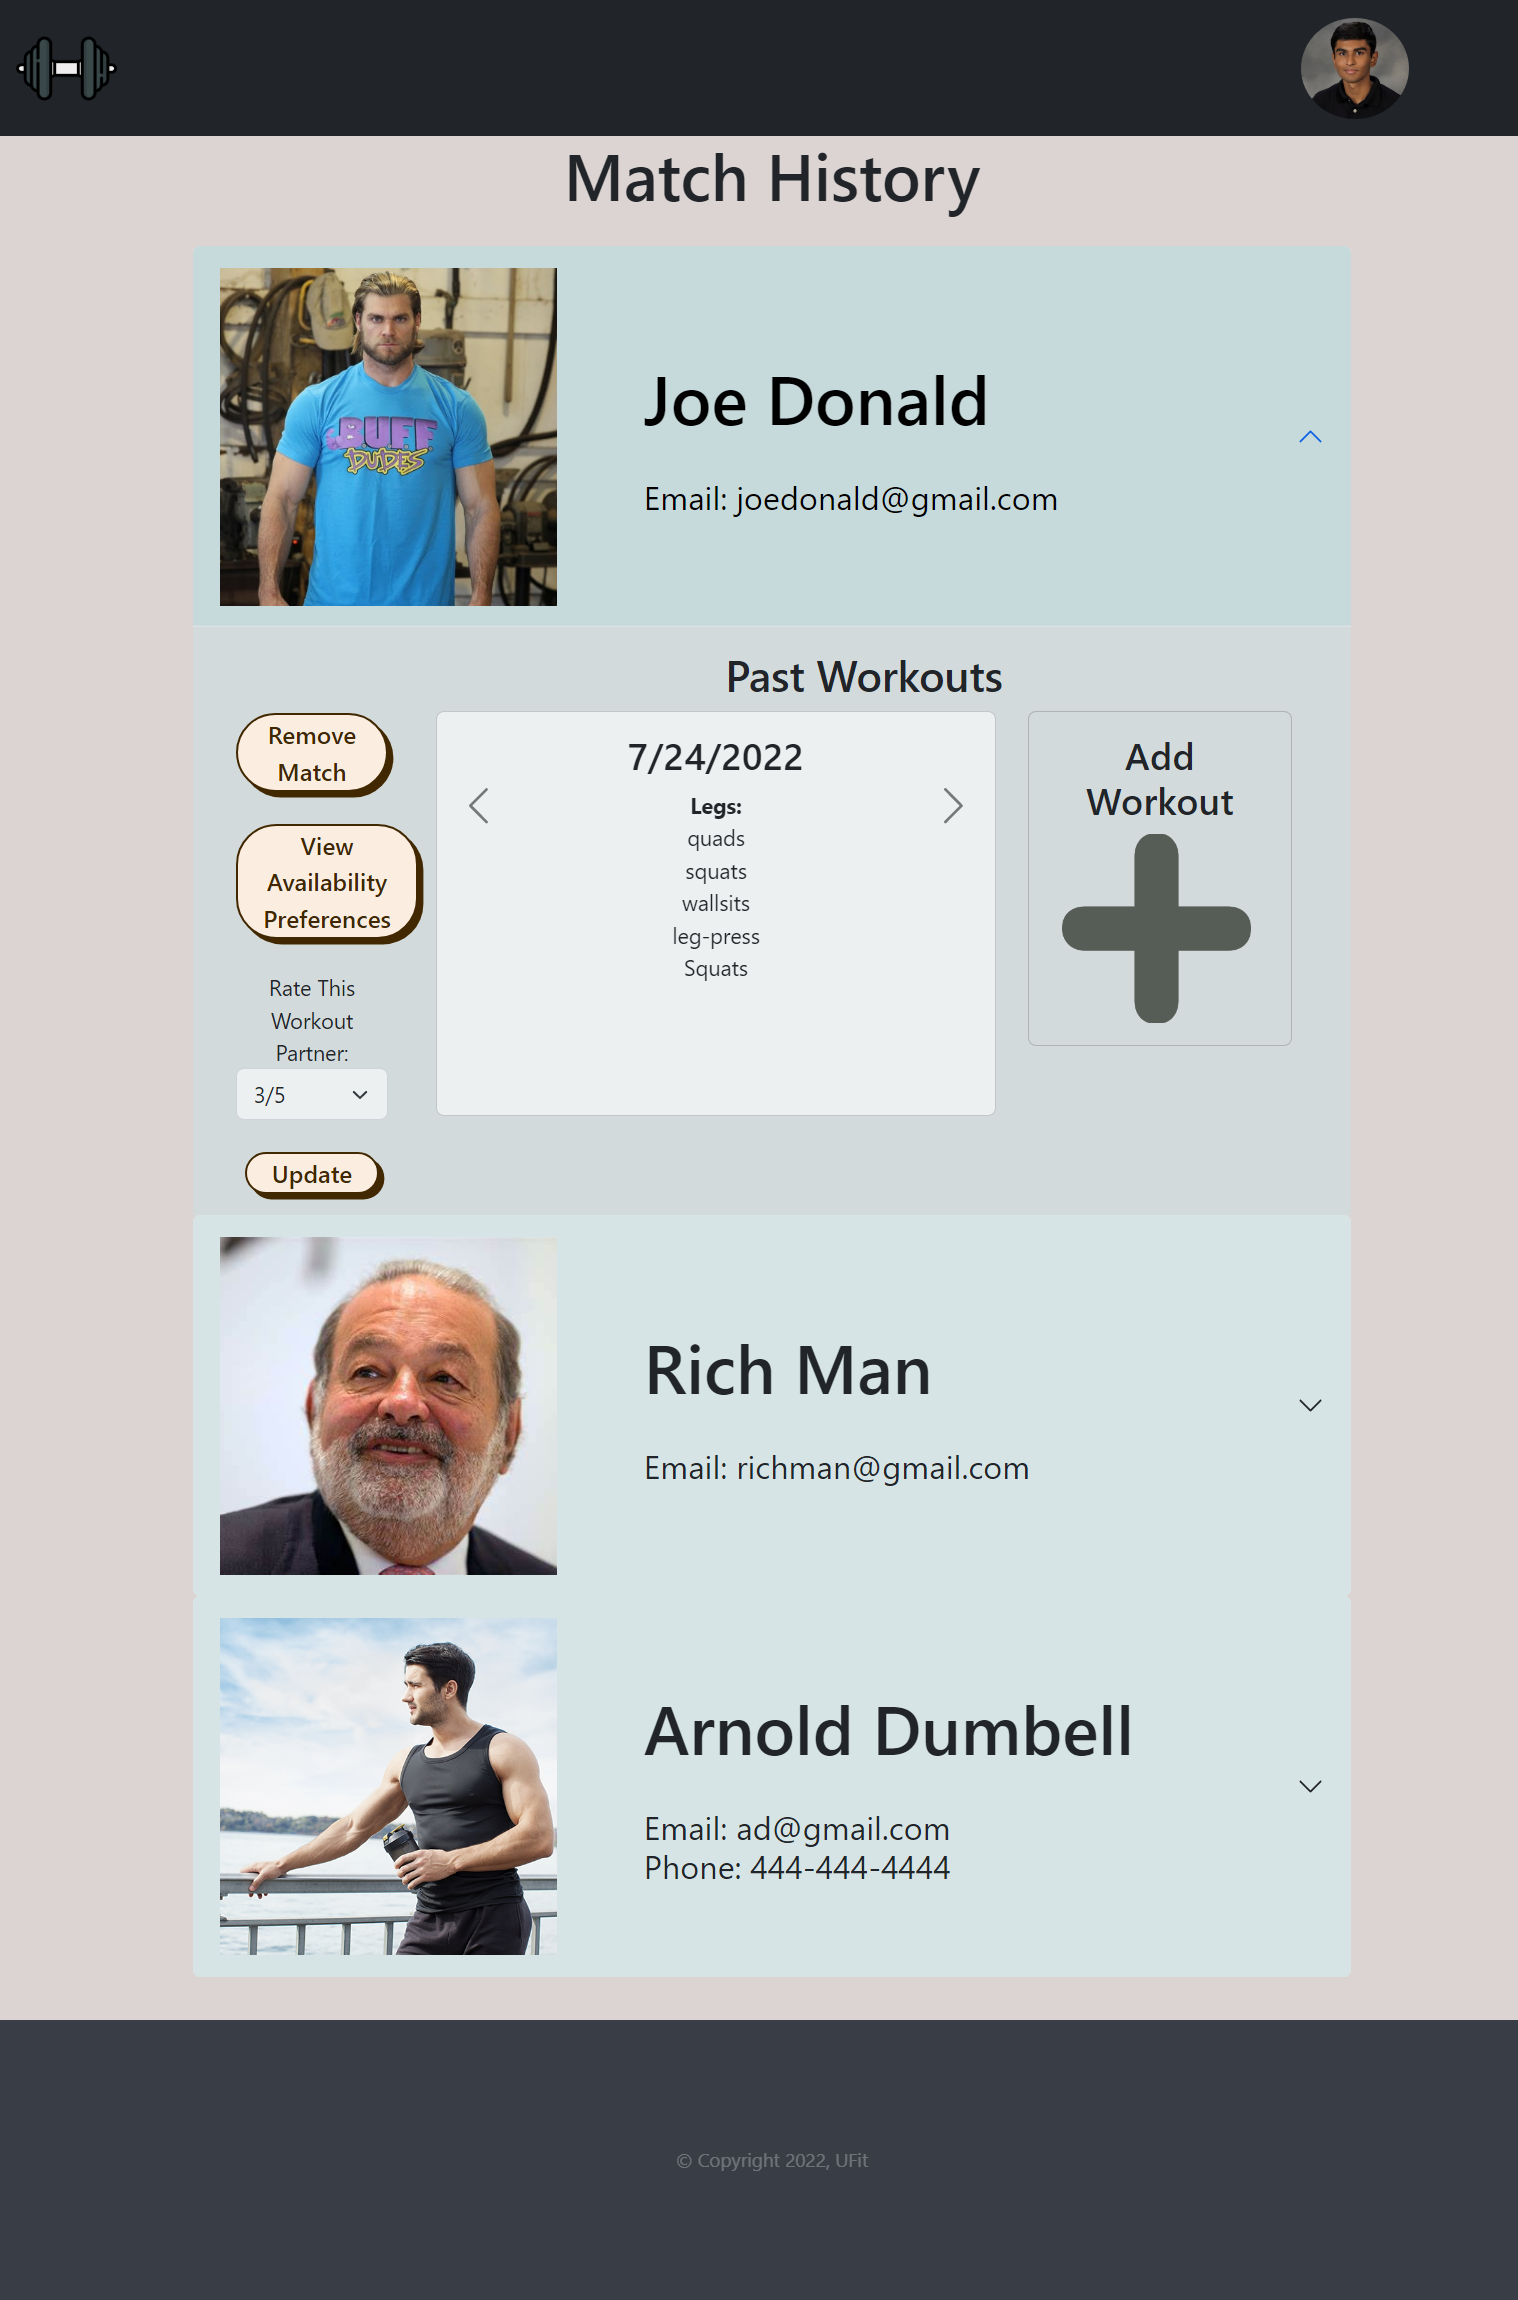 Match History
B.U.F.F
DUDES
Joe Donald
Email: joedonald@gmail.com
Past Workouts
Remove
Match
View
Availability
Preferences
Rate This
Workout
Partner:
3/5
Update
7/24/2022
Legs:
quads
squats
wallsits
leg-press
Squats
Add
Workout
Rich Man
Email: richman@gmail.com
Arnold Dumbell
Email: ad@gmail.com
Phone: 444-444-4444
© Copyright 2022, UFit